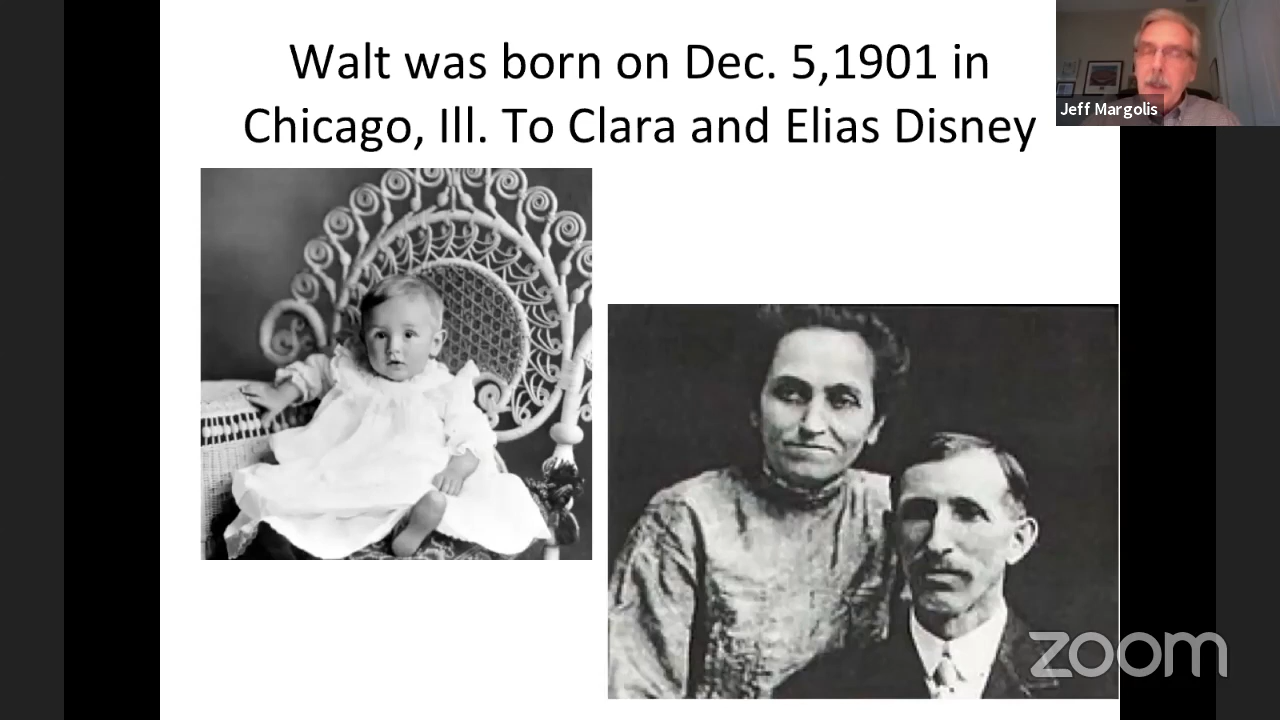 Walt was born on Dec. 5,1901 in
Chicago, Ill. To Clara and Elias Disney
Jeff Margolis
zoom